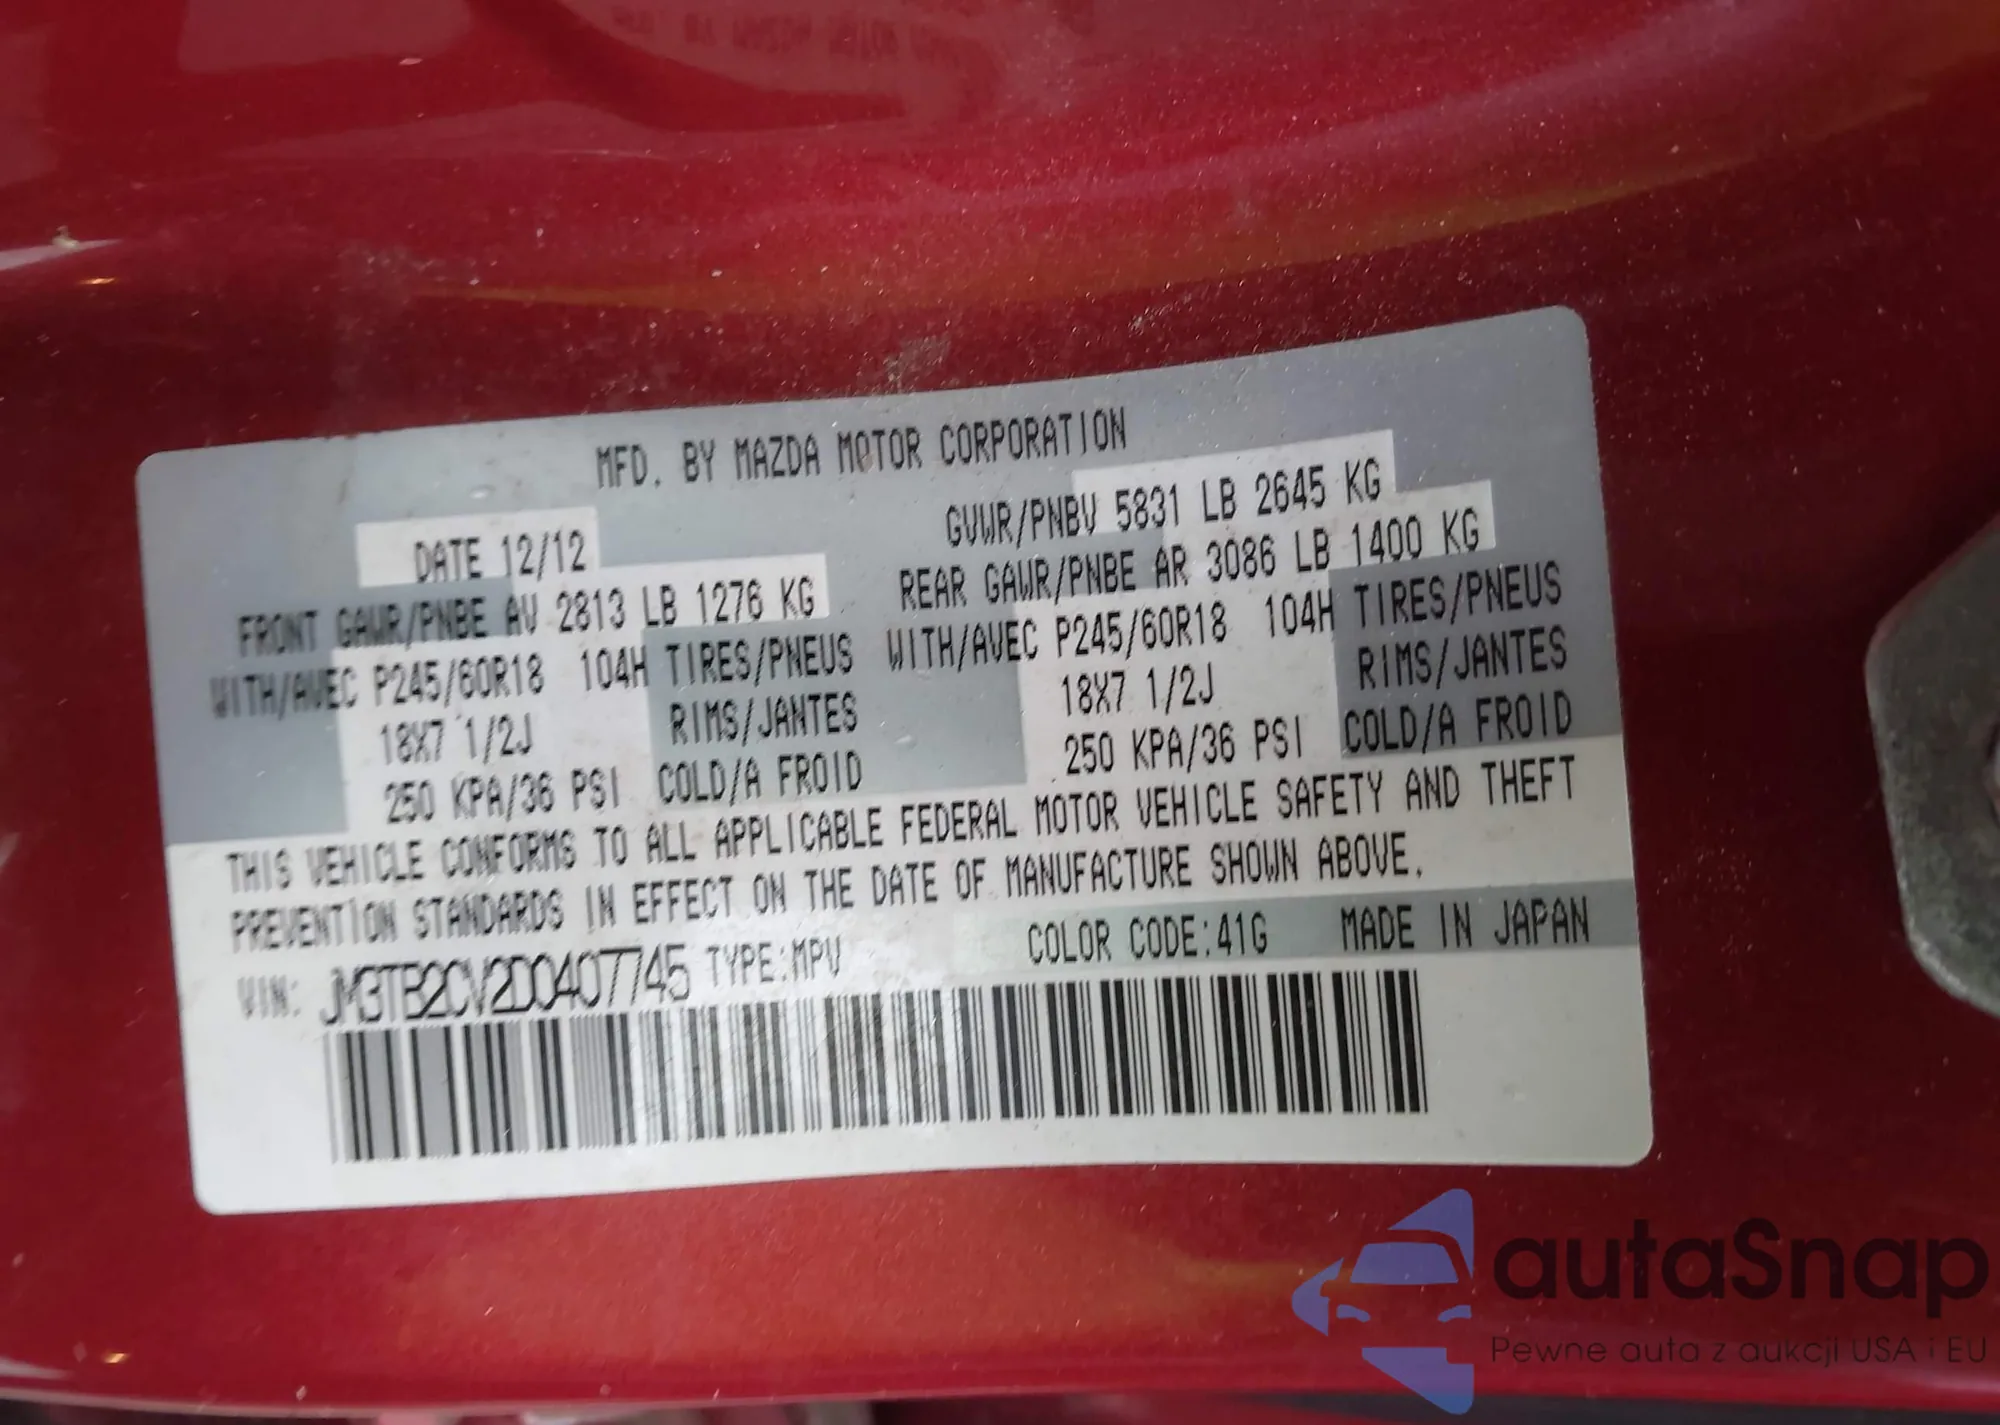 MFD. BY MAZDA MOTOR CORPORATION
DATE 12/12
GVWR/PNBV 5831 LB 2645 KG
FRONT GAWR/PNBE AV 2813 LB 1276 KG
WITH/AVEC P245/60R18 104H TIRES/PNEUS
18X7 1/2J RIMS/JANTES
250 KPA/36 PSI COLD/A FROID
REAR GAWR/PNBE AR 3086 LB 1400 KG
WITH/AVEC P245/60R18 104H TIRES/PNEUS
18X7 1/2J RIMS/JANTES
250 KPA/36 PSI COLD/A FROID
THIS VEHICLE CONFORMS TO ALL APPLICABLE FEDERAL MOTOR VEHICLE SAFETY AND THEFT
PREVENTION STANDARDS IN EFFECT ON THE DATE OF MANUFACTURE SHOWN ABOVE.
VIN: JM3TB2CV2D0407745 TYPE:MPV COLOR CODE:41G MADE IN JAPAN
autaSnap
Pewne auta z aukcji USA i EU